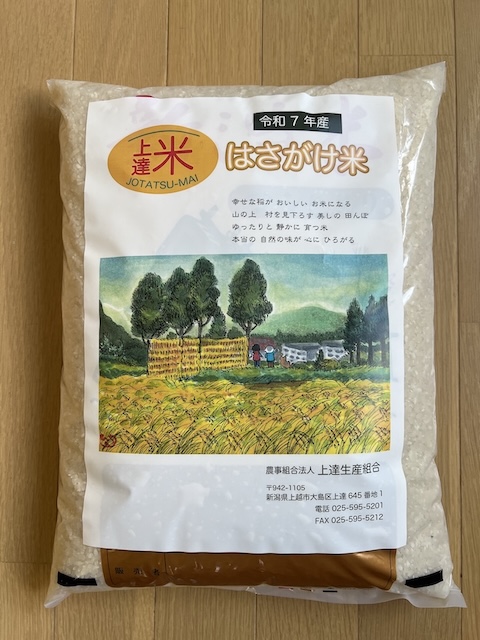 令和7年産
上達米
JOTATSU-MAI
はさがけ米
幸せな稲が おいしい お米になる
山の上 村を見下ろす 美しの 田んぼ
ゆったりと 静かに 育つ米
本当の 自然の味が 心に ひろがる
農事組合法人 上達生産組合
〒942-1105
新潟県上越市大島区上達 645 番地 1
電話 025-595-5201
FAX 025-595-5212